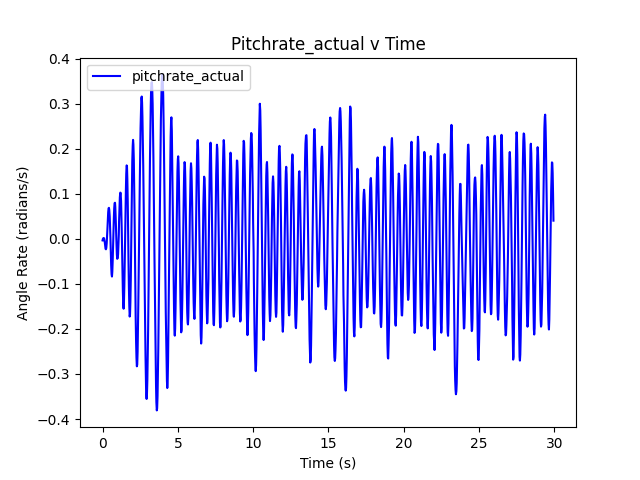 Pitchrate_actual v Time
pitchrate_actual
Angle Rate (radians/s)
0.4
0.3
0.2
0.1
0.0
−0.1
−0.2
−0.3
−0.4
0 5 10 15 20 25 30
Time (s)